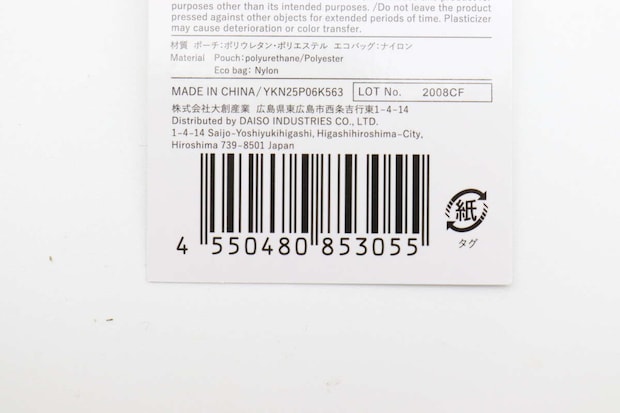 purposes other than its intended purposes. /Do not leave the product
pressed against other objects for extended periods of time. Plasticizer
may cause deterioration or color transfer.
材質 ポーチ:ポリウレタン・ポリエステル エコバッグ:ナイロン
Material Pouch:polyurethane/Polyester
Eco bag: Nylon
MADE IN CHINA/YKN25P06K563 LOT No. 2008CF
株式会社大創産業 広島県東広島市西条吉行東1-4-14
Distributed by DAISO INDUSTRIES CO., LTD.
1-4-14 Saijo-Yoshiyukihigashi, Higashihiroshima-City,
Hiroshima 739-8501 Japan
紙
タグ
4 550480 853055